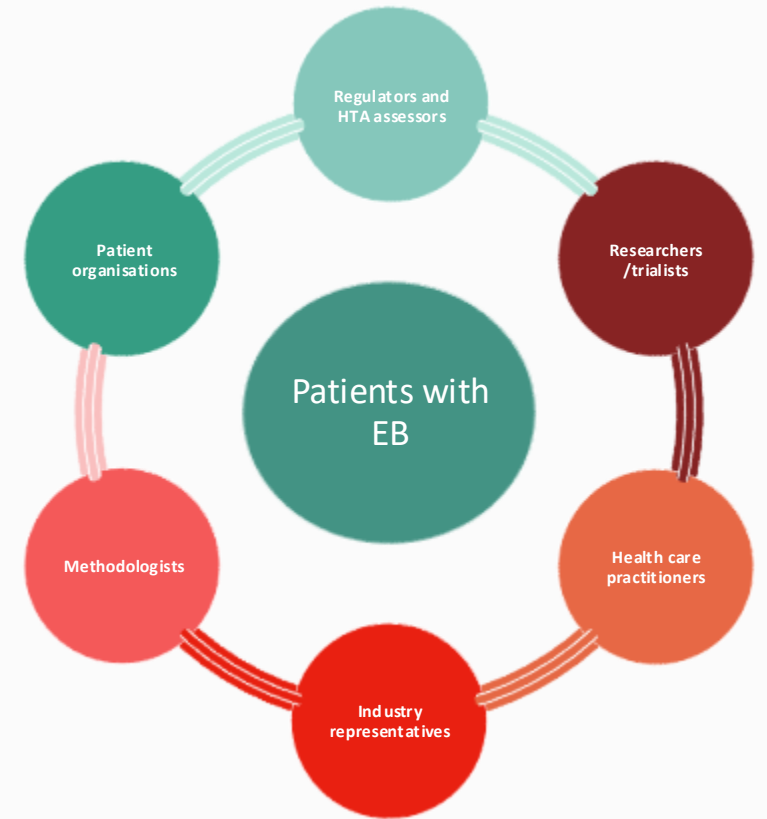 Regulators and
HTA assessors
Patient
organisations
Researchers
/trialists
Patients with
EB
Methodologists
Health care
practitioners
Industry
representatives